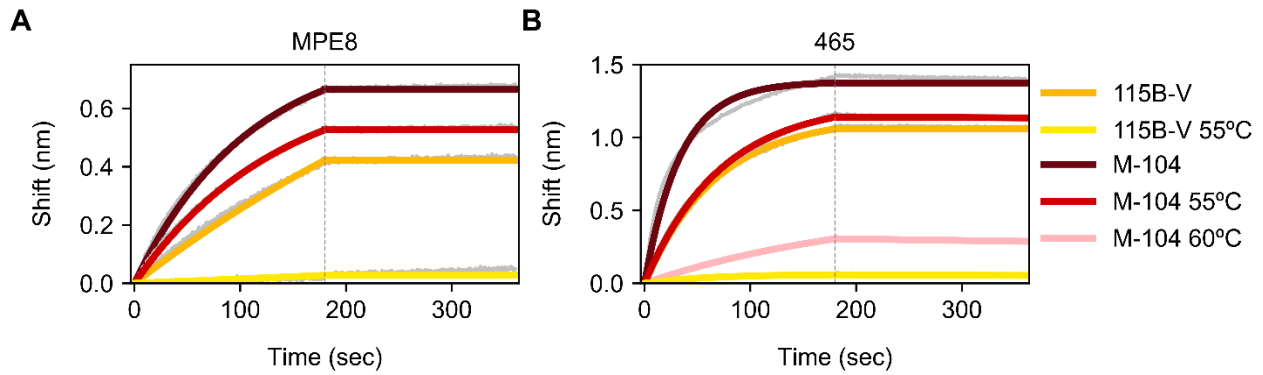 A
MPE8
Shift (nm)
0.6
0.4
0.2
0.0
0
100
200
300
Time (sec)
B
465
Shift (nm)
1.5
1.0
0.5
0.0
0
100
200
300
Time (sec)
115B-V
115B-V 55ºC
M-104
M-104 55ºC
M-104 60ºC